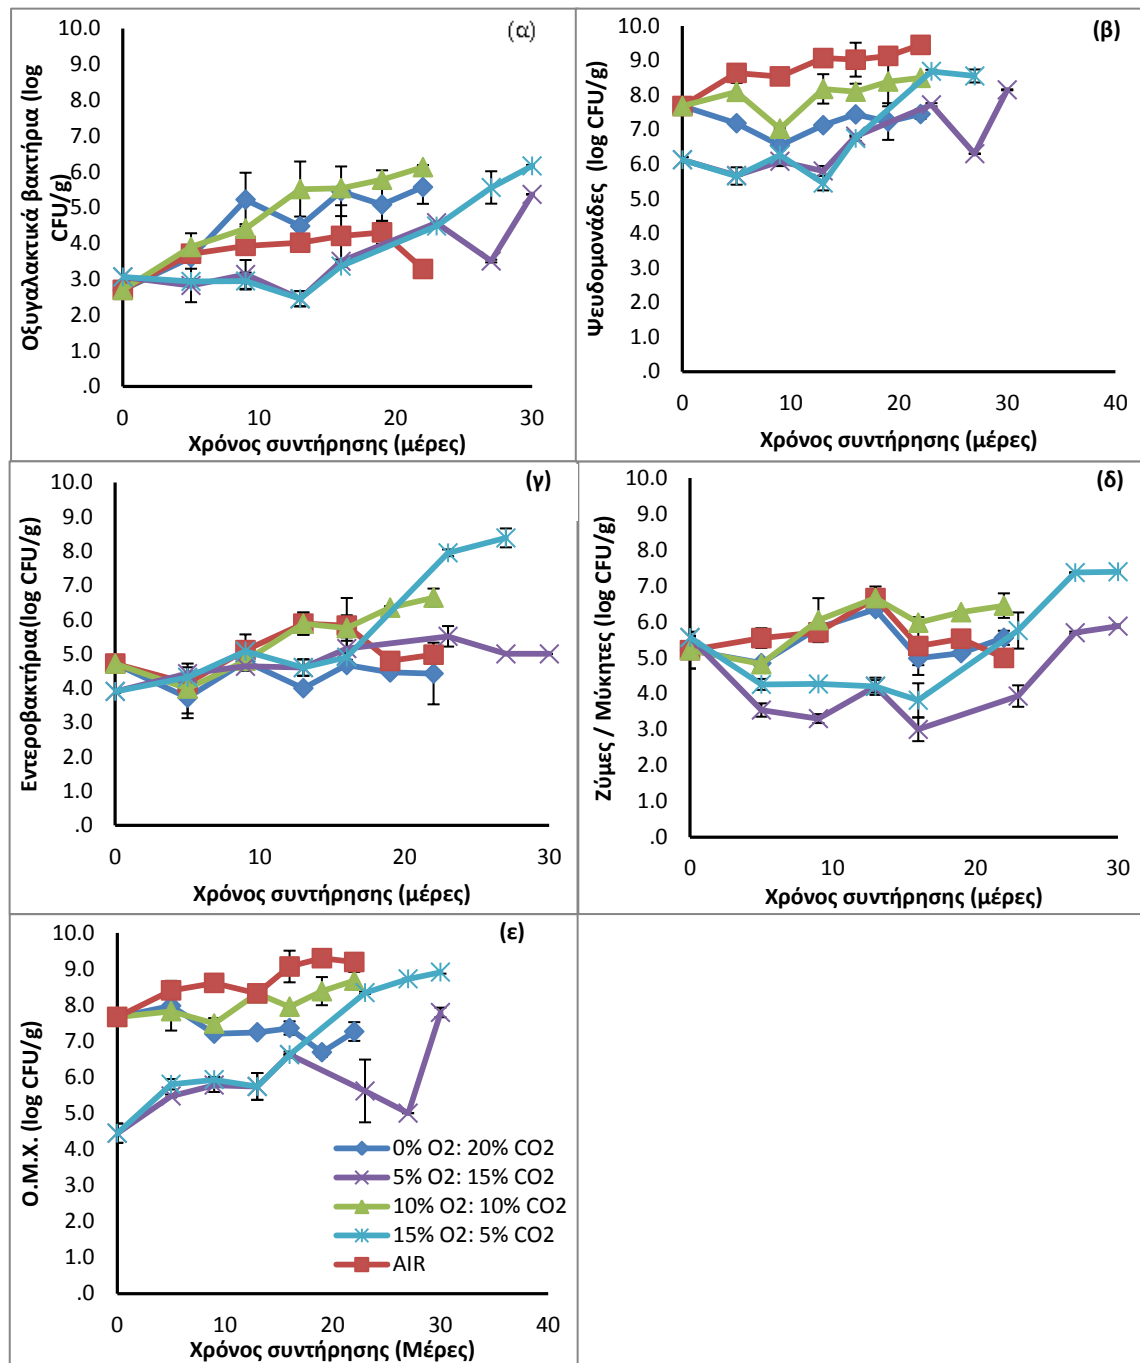 (α)
Οξυγαλακτικά βακτήρια (log
CFU/g)
10.0
9.0
8.0
7.0
6.0
5.0
4.0
3.0
2.0
1.0
.0
0 10 20 30
Χρόνος συντήρησης (μέρες)
(β)
Ψευδομονάδες (log CFU/g)
10.0
9.0
8.0
7.0
6.0
5.0
4.0
3.0
2.0
1.0
.0
0 10 20 30 40
Χρόνος συντήρησης (μέρες)
(γ)
Εντεροβακτήρια(log CFU/g)
10.0
9.0
8.0
7.0
6.0
5.0
4.0
3.0
2.0
1.0
.0
0 10 20 30
Χρόνος συντήρησης (μέρες)
(δ)
Ζύμες / Μύκητες (log CFU/g)
10.0
9.0
8.0
7.0
6.0
5.0
4.0
3.0
2.0
1.0
.0
0 10 20 30
Χρόνος συντήρησης (μέρες)
(ε)
Ο.Μ.Χ. (log CFU/g)
10.0
9.0
8.0
7.0
6.0
5.0
4.0
3.0
2.0
1.0
.0
0% O2: 20% CO2
5% O2: 15% CO2
10% O2: 10% CO2
15% O2: 5% CO2
AIR
0 10 20 30 40
Χρόνος συντήρησης (Μέρες)